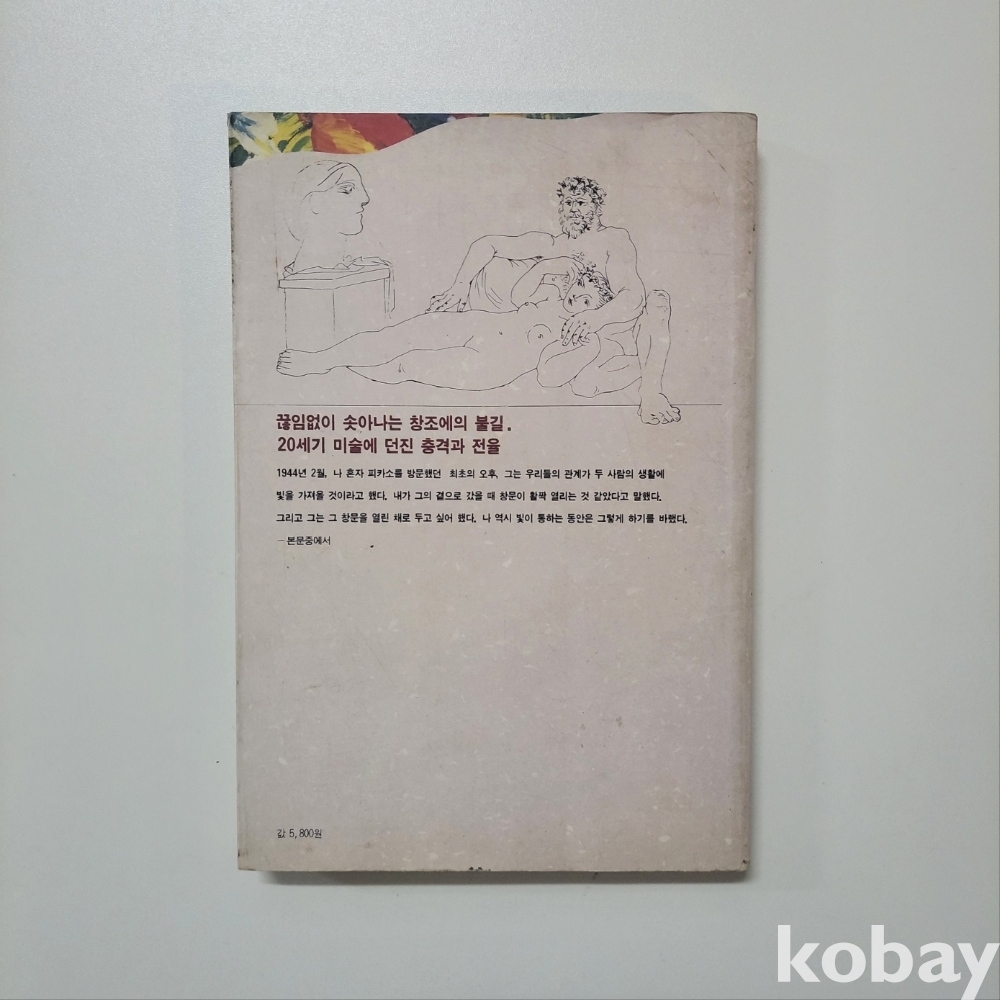 끊임없이 솟아나는 창조에의 불길.
20세기 미술에 던진 충격과 전율
1944년 2월, 나 혼자 피카소를 방문했던 최초의 오후, 그는 우리들의 관계가 두 사람의 생활에
빛을 가져올 것이라고 했다. 내가 그의 곁으로 갔을 때 창문이 활짝 열리는 것 같았다고 말했다.
그리고 그는 그 창문을 열린 채로 두고 싶어 했다. 나 역시 빛이 통하는 동안은 그렇게 하기를 바랬다.
—본문중에서
값 5,800원
kobay